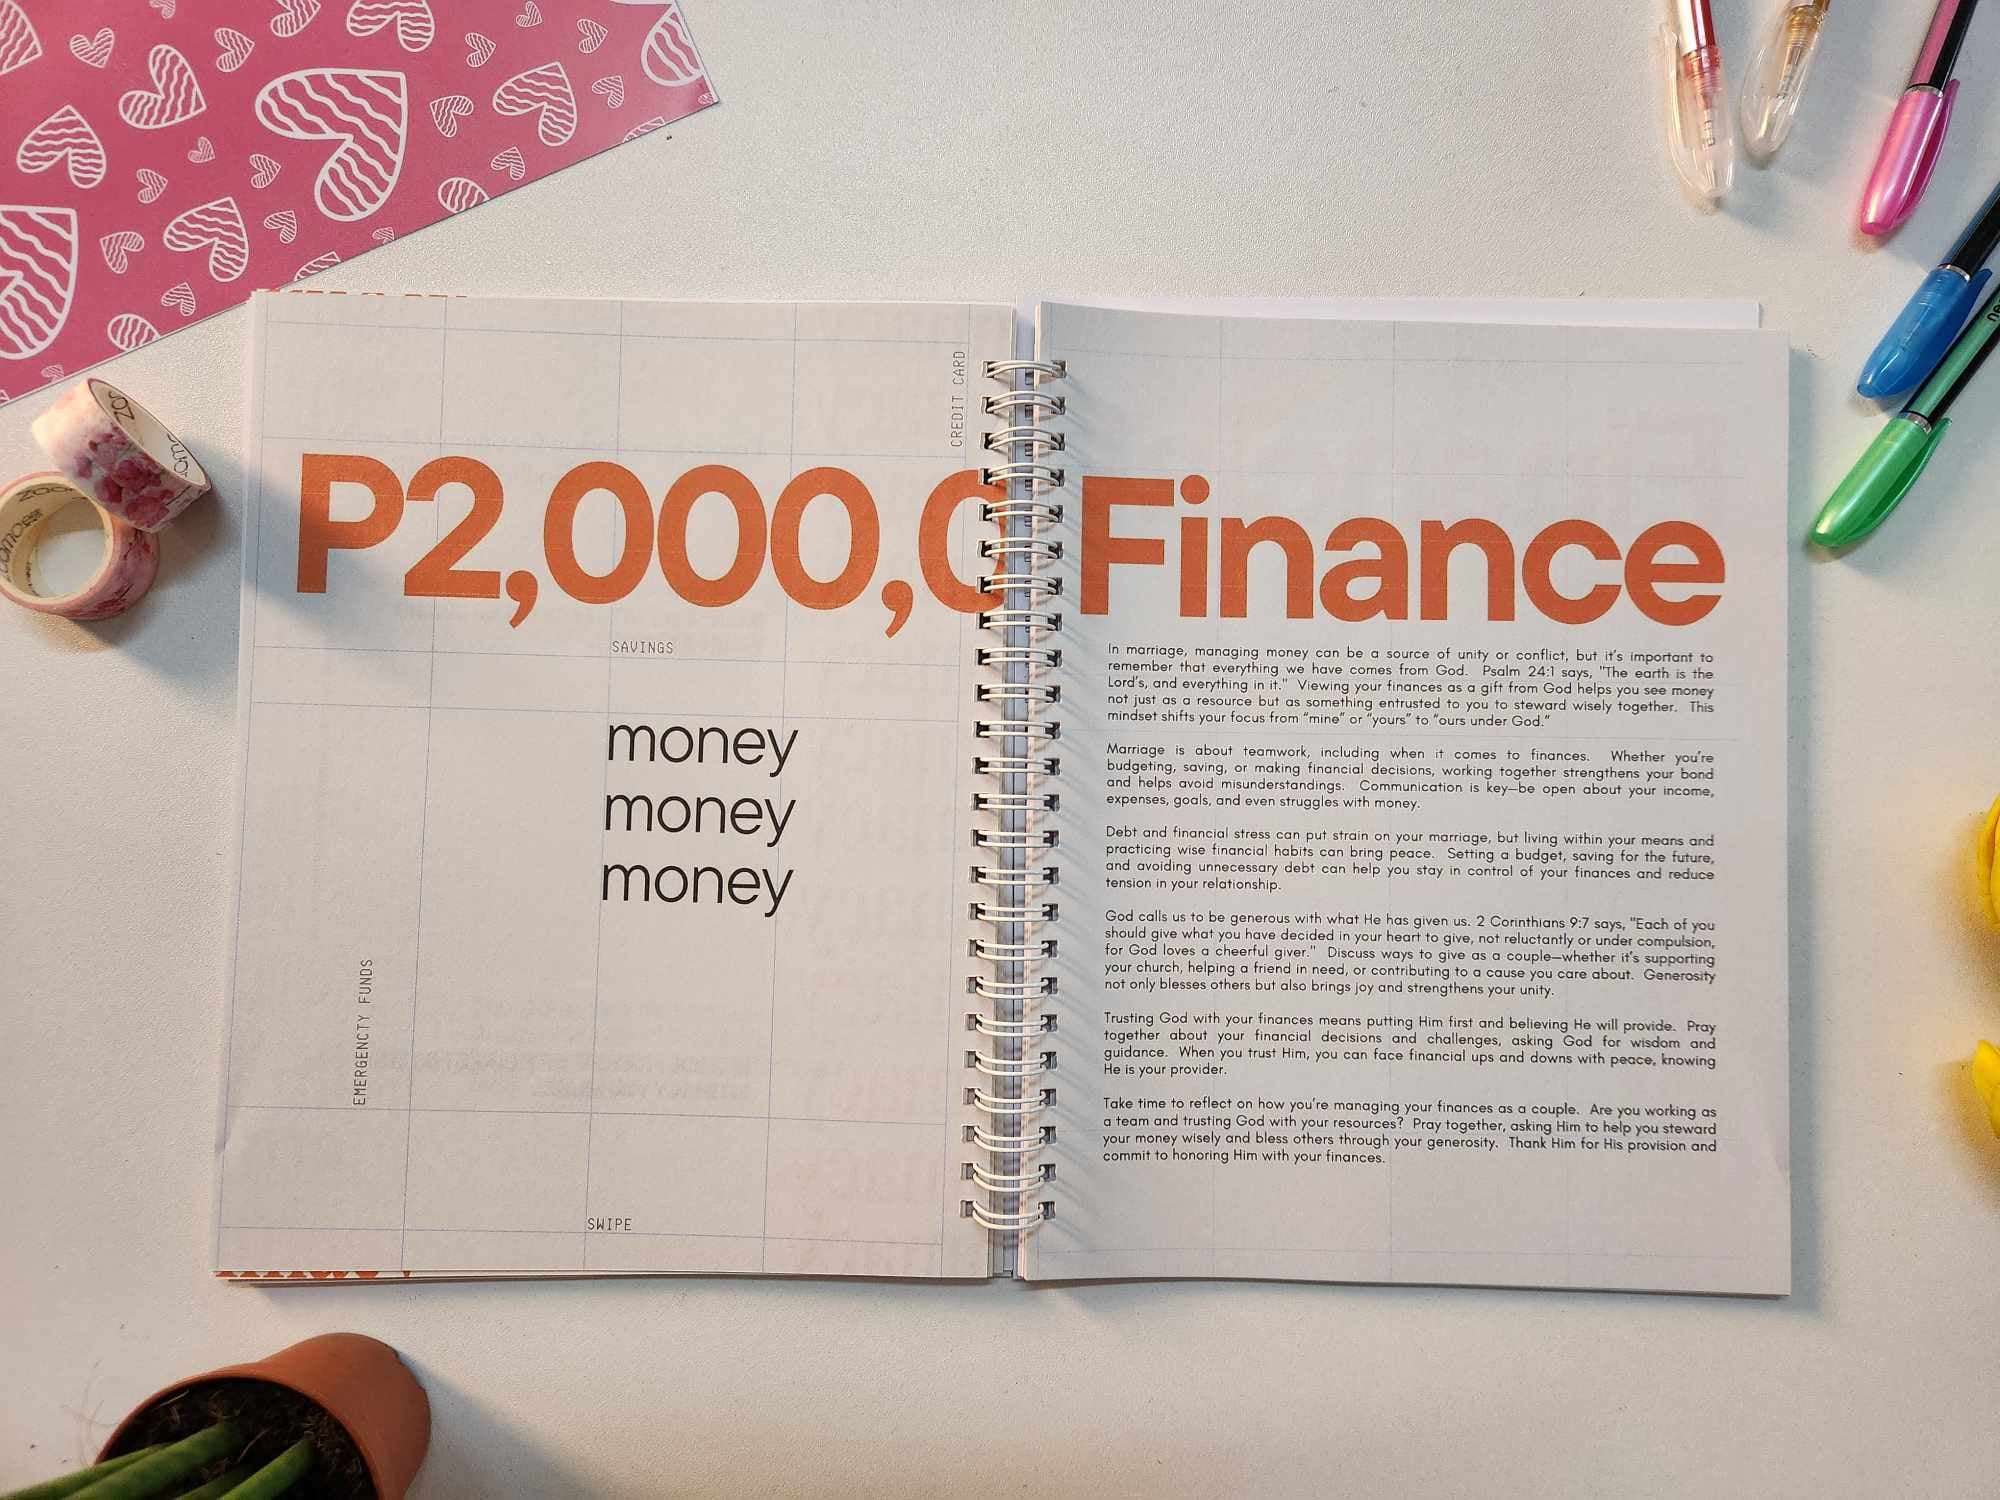 CREDIT CARD
P2,000,0
SAVINGS
money
money
money
EMERGENCTY FUNDS
SWIPE
Finance
In marriage, managing money can be a source of unity or conflict, but it's important to
remember that everything we have comes from God. Psalm 24:1 says, "The earth is the
Lord's, and everything in it." Viewing your finances as a gift from God helps you see money
not just as a resource but as something entrusted to you to steward wisely together. This
mindset shifts your focus from "mine" or "yours" to "ours under God."
Marriage is about teamwork, including when it comes to finances. Whether you're
budgeting, saving, or making financial decisions, working together strengthens your bond
and helps avoid misunderstandings. Communication is key—be open about your income,
expenses, goals, and even struggles with money.
Debt and financial stress can put strain on your marriage, but living within your means and
practicing wise financial habits can bring peace. Setting a budget, saving for the future,
and avoiding unnecessary debt can help you stay in control of your finances and reduce
tension in your relationship.
God calls us to be generous with what He has given us. 2 Corinthians 9:7 says, "Each of you
should give what you have decided in your heart to give, not reluctantly or under compulsion,
for God loves a cheerful giver." Discuss ways to give as a couple—whether it's supporting
your church, helping a friend in need, or contributing to a cause you care about. Generosity
not only blesses others but also brings joy and strengthens your unity.
Trusting God with your finances means putting Him first and believing He will provide. Pray
together about your financial decisions and challenges, asking God for wisdom and
guidance. When you trust Him, you can face financial ups and downs with peace, knowing
He is your provider.
Take time to reflect on how you're managing your finances as a couple. Are you working as
a team and trusting God with your resources? Pray together, asking Him to help you steward
your money wisely and bless others through your generosity. Thank Him for His provision and
commit to honoring Him with your finances.